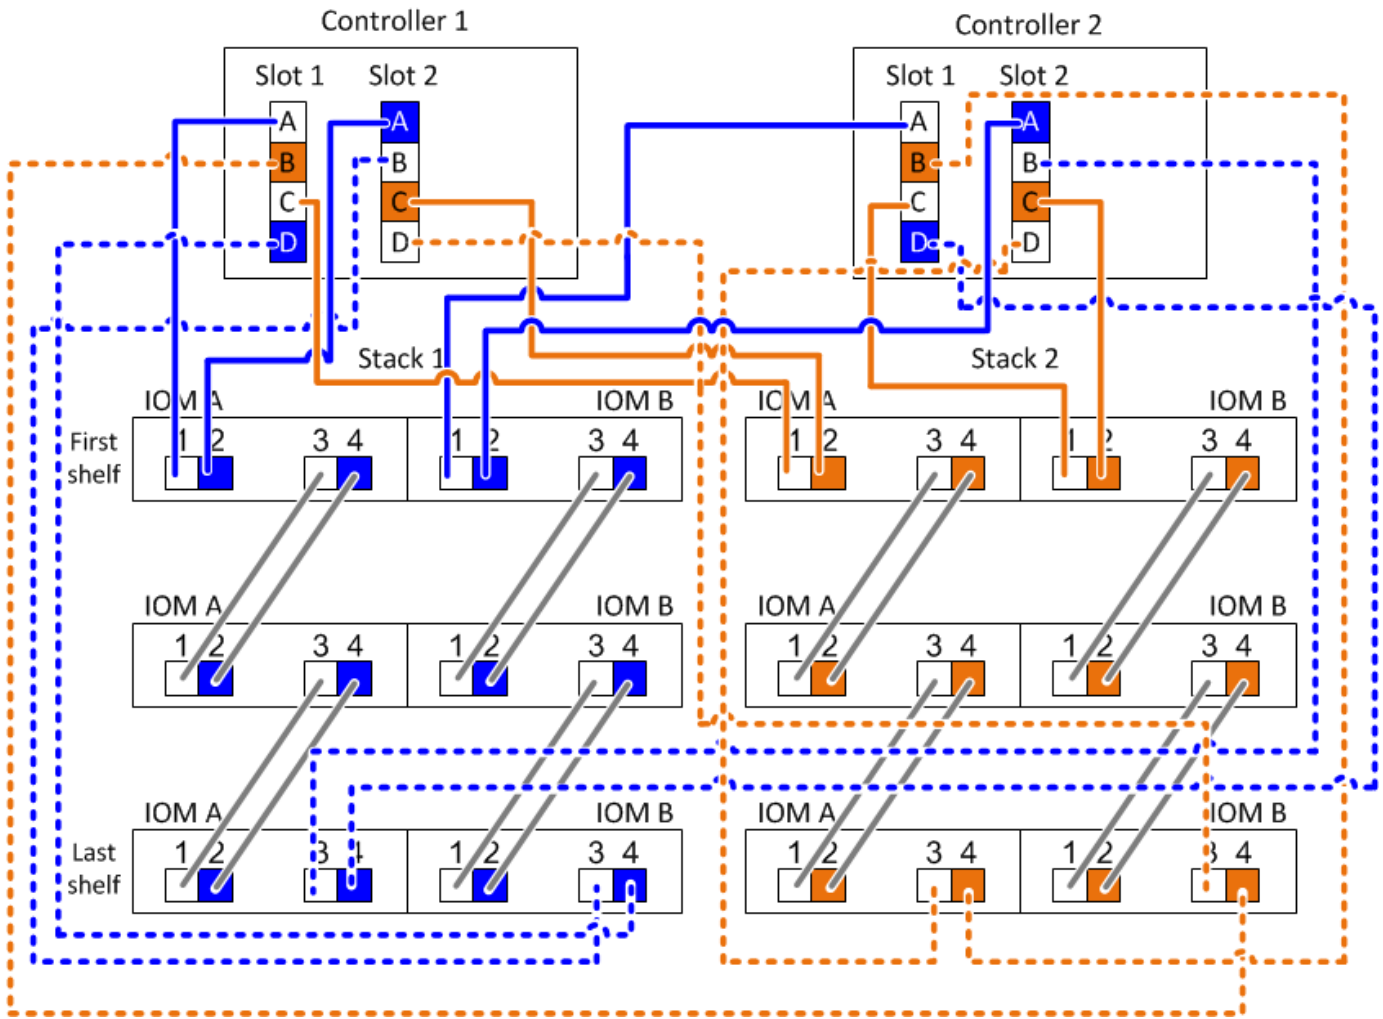 Controller 1
Controller 2
Slot 1 Slot 2
Slot 1 Slot 2
A A
B B
C C
D D
A A
B B
C C
D D
Stack 1
Stack 2
IOM A IOM B
IOM A IOM B
First
shelf
1 2 3 4 1 2 3 4
1 2 3 4 1 2 3 4
IOM A IOM B
IOM A IOM B
1 2 3 4 1 2 3 4
1 2 3 4 1 2 3 4
IOM A IOM B
IOM A IOM B
Last
shelf
1 2 3 4 1 2 3 4
1 2 3 4 1 2 3 4